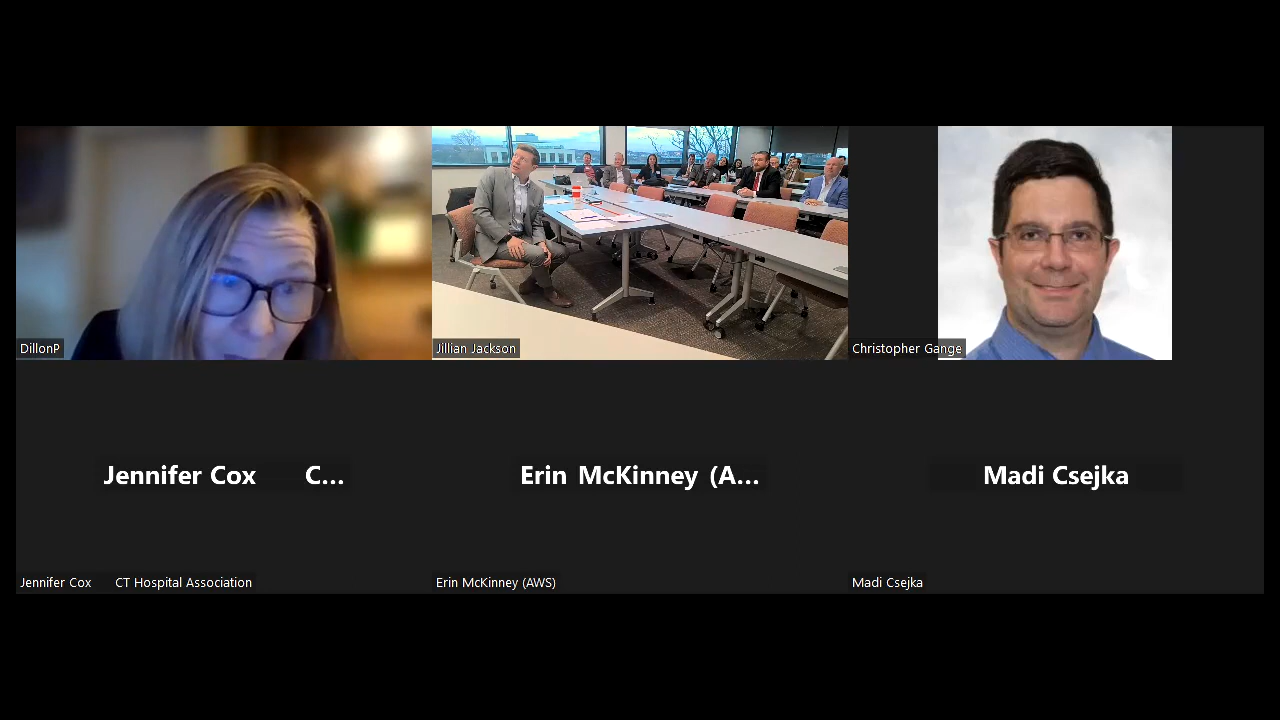 DillonP
Jillian Jackson
Christopher Gange
Jennifer Cox C...
Erin McKinney (A...
Madi Csejka
Jennifer Cox CT Hospital Association
Erin McKinney (AWS)
Madi Csejka